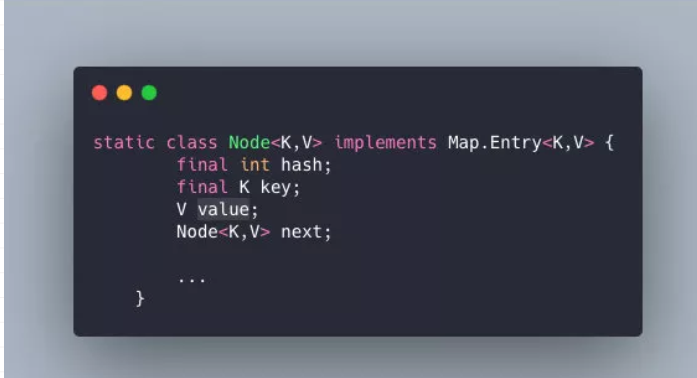 static class Node<K,V> implements Map.Entry<K,V> {
final int hash;
final K key;
V value;
Node<K,V> next;
...
}